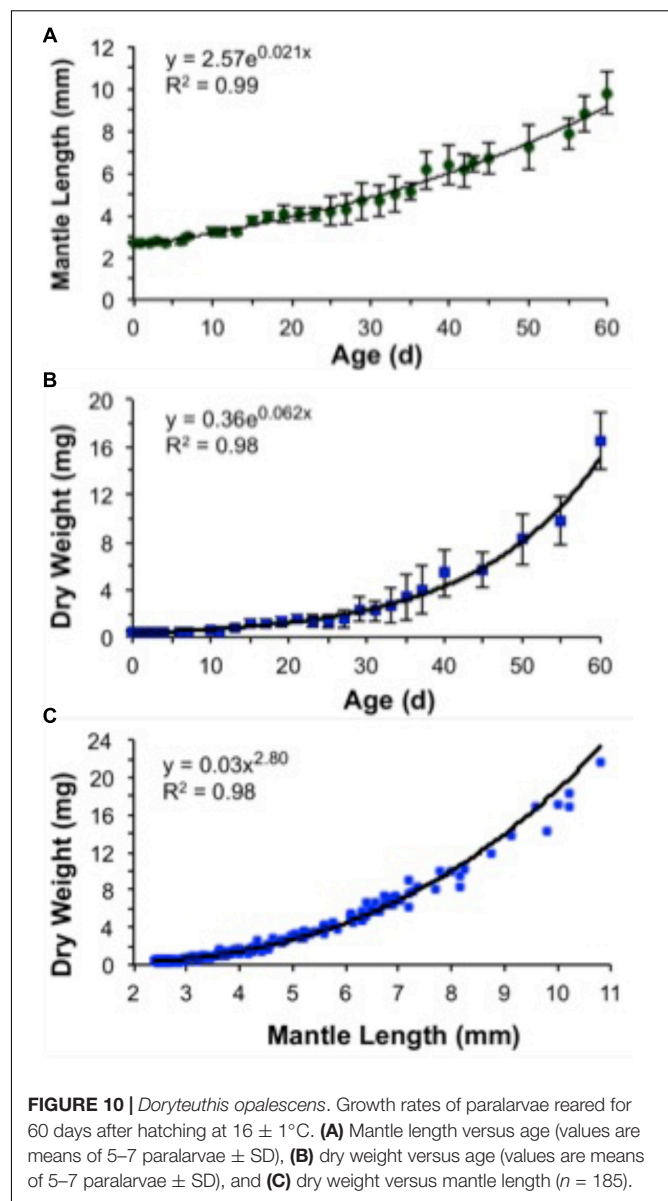 A
y = 2.57e^0.021x
R² = 0.99
Mantle Length (mm)
12
10
8
6
4
2
0
0 10 20 30 40 50 60
Age (d)
B
y = 0.36e^0.062x
R² = 0.98
Dry Weight (mg)
20
16
12
8
4
0
0 10 20 30 40 50 60
Age (d)
C
y = 0.03x^2.80
R² = 0.98
Dry Weight (mg)
24
20
16
12
8
4
0
2 3 4 5 6 7 8 9 10 11
Mantle Length (mm)
FIGURE 10 | Doryteuthis opalescens. Growth rates of paralarvae reared for
60 days after hatching at 16 ± 1°C. (A) Mantle length versus age (values are
means of 5–7 paralarvae ± SD), (B) dry weight versus age (values are means
of 5–7 paralarvae ± SD), and (C) dry weight versus mantle length (n = 185).